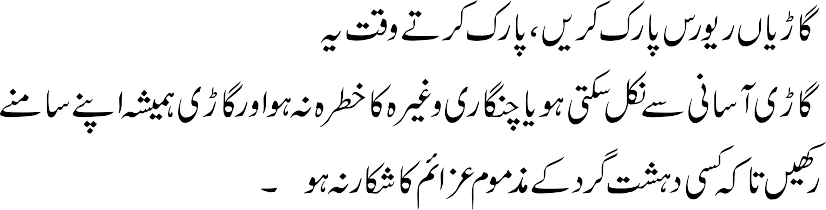 گاڑیاں ریورس پارک کریں، پارک کرتے وقت یہ
گاڑی آسانی سے نکل سکتی ہو یا چنگاری وغیرہ کا خطرہ نہ ہو اور گاڑی ہمیشہ اپنے سامنے
رکھیں تاکہ کسی دہشت گرد کے مذموم عزائم کا شکار نہ ہو ۔